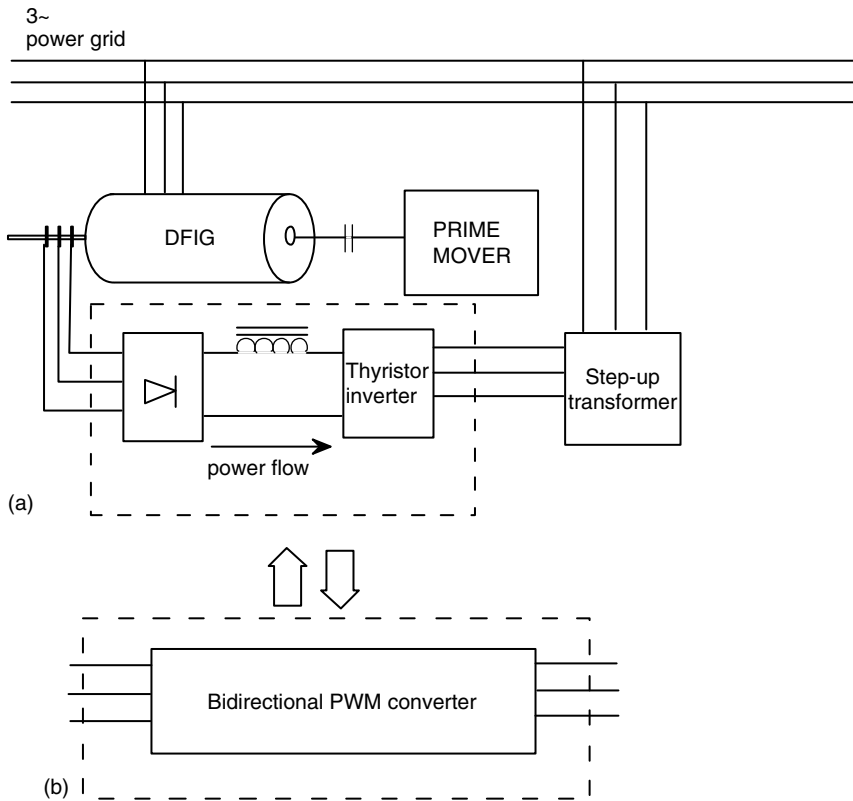 3~
power grid
DFIG
PRIME
MOVER
Thyristor
inverter
Step-up
transformer
power flow
(a)
Bidirectional PWM converter
(b)